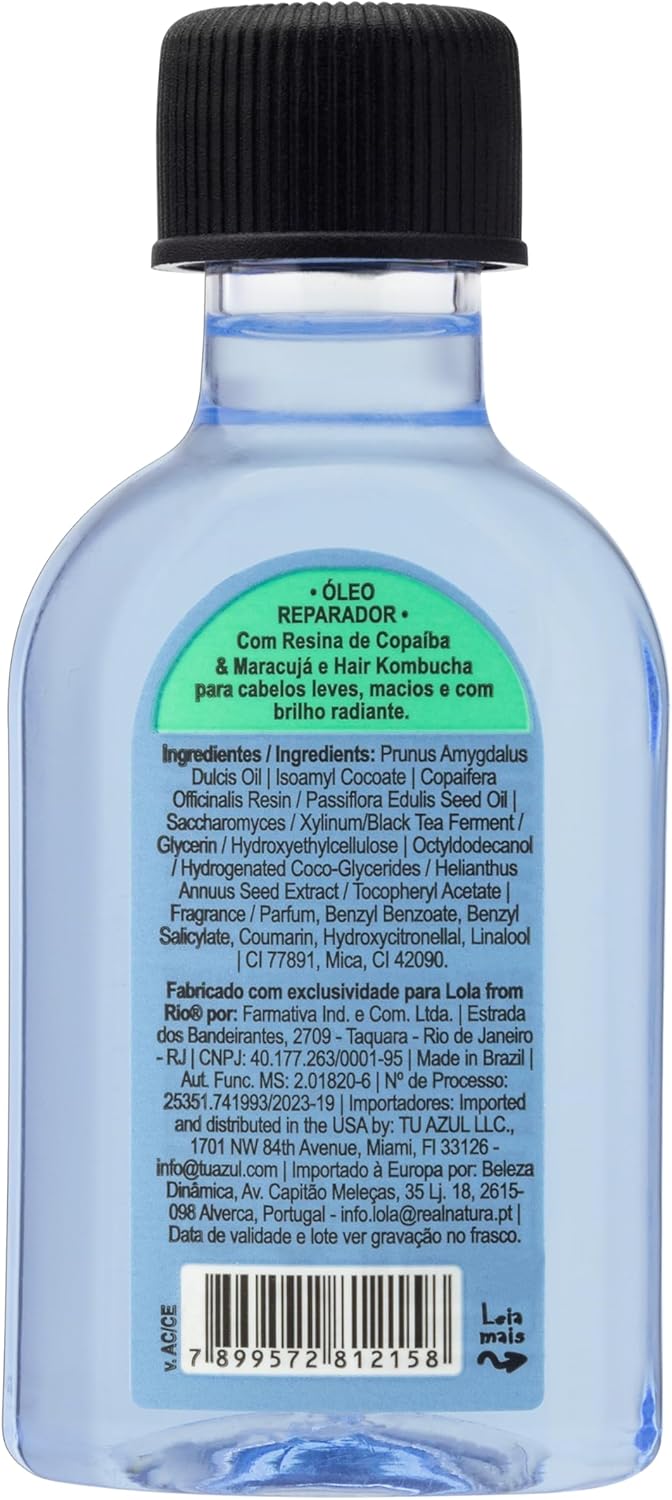 • ÓLEO
REPARADOR •
Com Resina de Copaíba
& Maracujá e Hair Kombucha
para cabelos leves, macios e com
brilho radiante.
Ingredientes / Ingredients: Prunus Amygdalus
Dulcis Oil | Isoamyl Cocoate | Copaifera
Officinalis Resin / Passiflora Edulis Seed Oil |
Saccharomyces / Xylinum/Black Tea Ferment /
Glycerin / Hydroxyethylcellulose | Octyldodecanol
/ Hydrogenated Coco-Glycerides / Helianthus
Annuus Seed Extract / Tocopheryl Acetate |
Fragrance / Parfum, Benzyl Benzoate, Benzyl
Salicylate, Coumarin, Hydroxycitronellal, Linalool
| CI 77891, Mica, CI 42090.
Fabricado com exclusividade para Lola from
Rio® por: Farmativa Ind. e Com. Ltda. | Estrada
dos Bandeirantes, 2709 - Taquara - Rio de Janeiro
- RJ | CNPJ: 40.177.263/0001-95 | Made in Brazil |
Aut. Func. MS: 2.01820-6 | Nº de Processo:
25351.741993/2023-19 | Importadores: Imported
and distributed in the USA by: TU AZUL LLC.,
1701 NW 84th Avenue, Miami, Fl 33126 -
info@tuazul.com | Importado à Europa por: Beleza
Dinâmica, Av. Capitão Meleças, 35 Lj. 18, 2615-
098 Alverca, Portugal - info.lola@realnatura.pt |
Data de validade e lote ver gravação no frasco.
v. AC/CE
7 899572 812158
Leia
mais